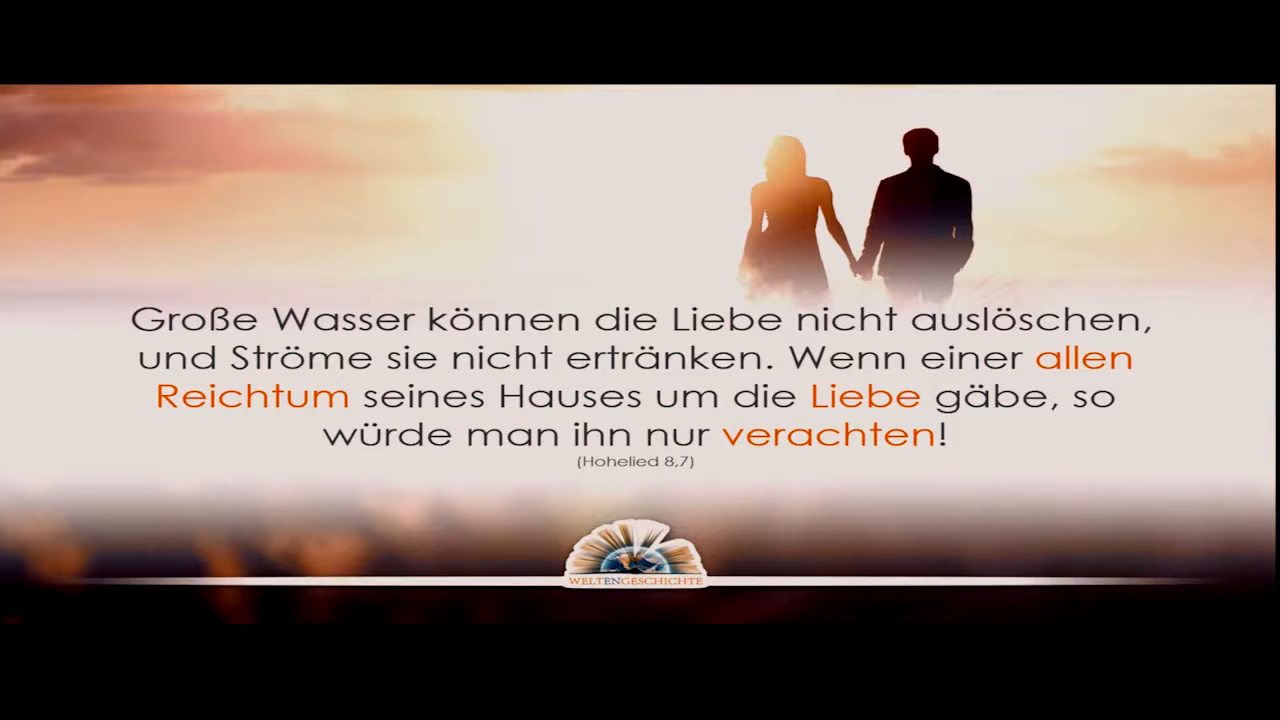 Große Wasser können die Liebe nicht auslöschen,
und Ströme sie nicht ertränken. Wenn einer allen
Reichtum seines Hauses um die Liebe gäbe, so
würde man ihn nur verachten!
(Hohelied 8,7)
WELTENGESCHICHTE